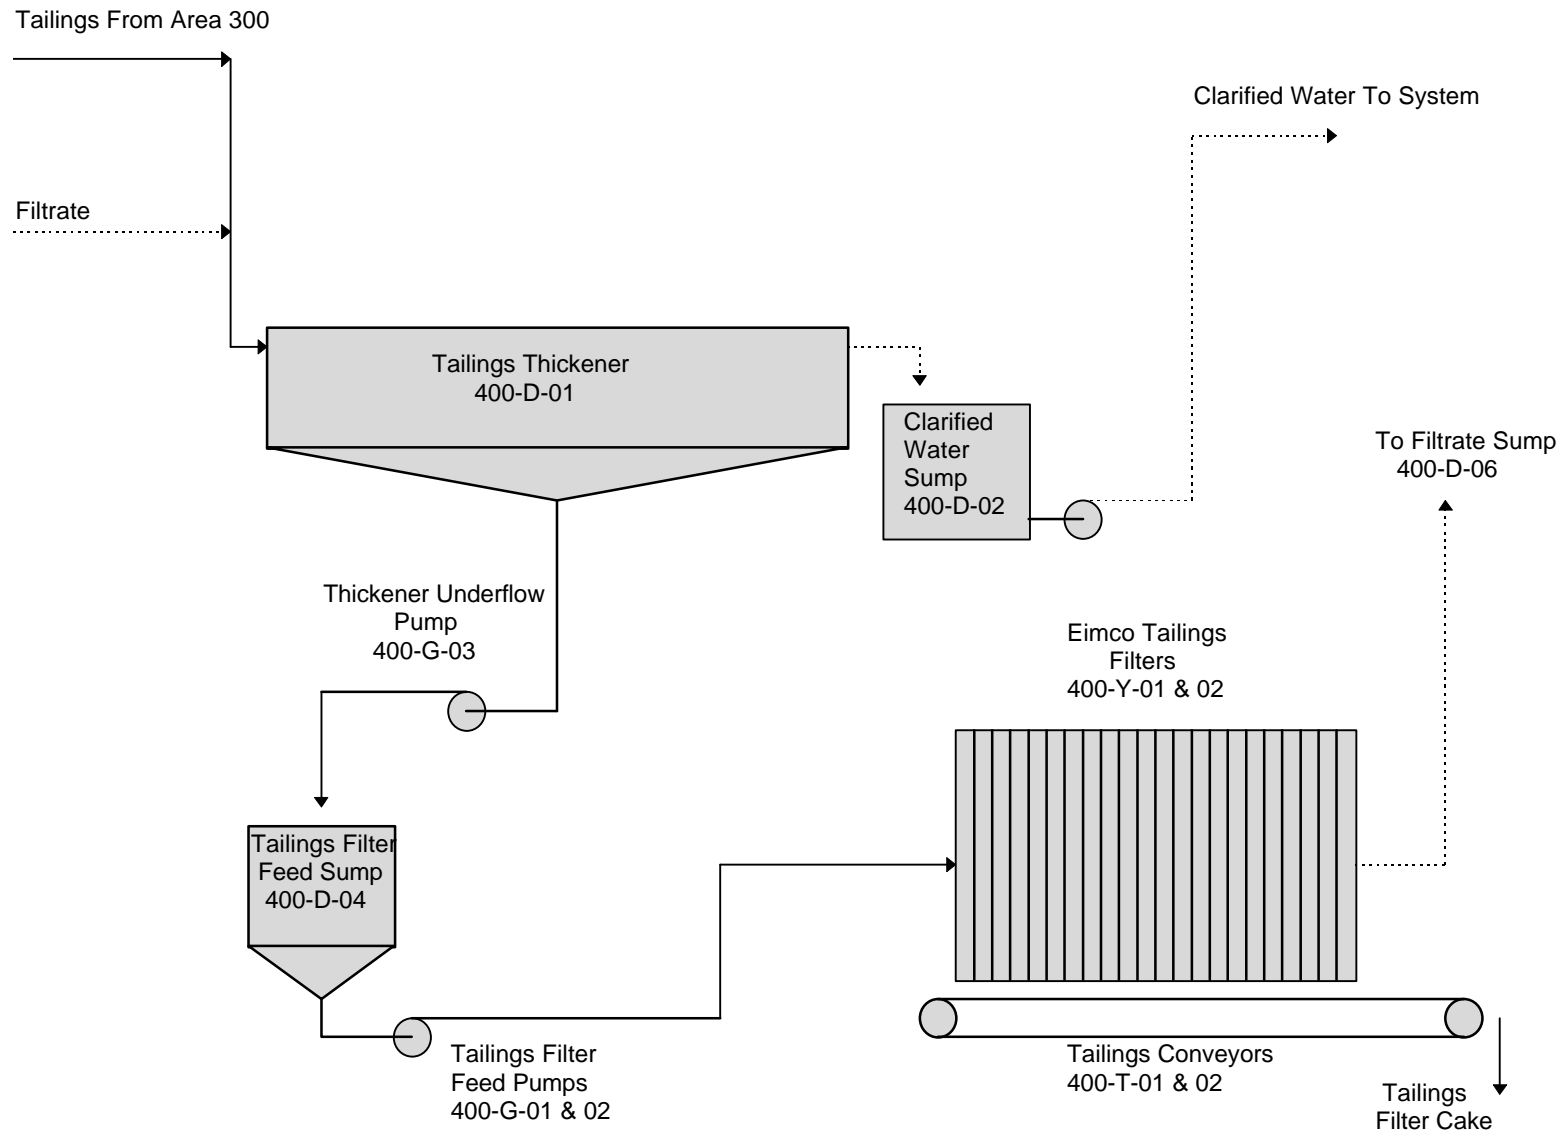 Tailings From Area 300
Clarified Water To System
Filtrate
Tailings Thickener
400-D-01
Clarified
Water
Sump
400-D-02
To Filtrate Sump
400-D-06
Thickener Underflow
Pump
400-G-03
Eimco Tailings
Filters
400-Y-01 & 02
Tailings Filter
Feed Sump
400-D-04
Tailings Filter
Feed Pumps
400-G-01 & 02
Tailings Conveyors
400-T-01 & 02
Tailings
Filter Cake